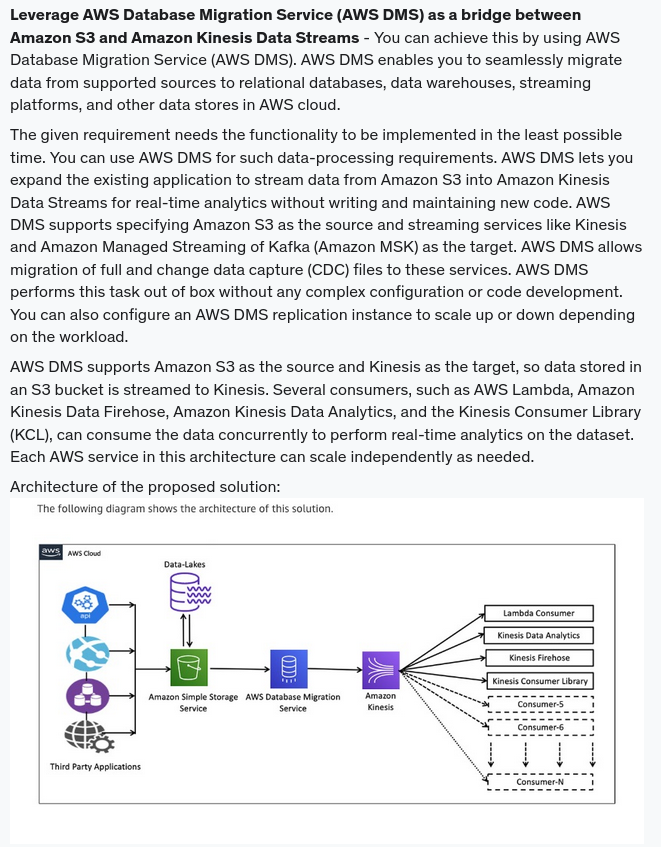 Leverage AWS Database Migration Service (AWS DMS) as a bridge between
Amazon S3 and Amazon Kinesis Data Streams - You can achieve this by using AWS
Database Migration Service (AWS DMS). AWS DMS enables you to seamlessly migrate
data from supported sources to relational databases, data warehouses, streaming
platforms, and other data stores in AWS cloud.
The given requirement needs the functionality to be implemented in the least possible
time. You can use AWS DMS for such data-processing requirements. AWS DMS lets you
expand the existing application to stream data from Amazon S3 into Amazon Kinesis
Data Streams for real-time analytics without writing and maintaining new code. AWS
DMS supports specifying Amazon S3 as the source and streaming services like Kinesis
and Amazon Managed Streaming of Kafka (Amazon MSK) as the target. AWS DMS allows
migration of full and change data capture (CDC) files to these services. AWS DMS
performs this task out of box without any complex configuration or code development.
You can also configure an AWS DMS replication instance to scale up or down depending
on the workload.
AWS DMS supports Amazon S3 as the source and Kinesis as the target, so data stored in
an S3 bucket is streamed to Kinesis. Several consumers, such as AWS Lambda, Amazon
Kinesis Data Firehose, Amazon Kinesis Data Analytics, and the Kinesis Consumer Library
(KCL), can consume the data concurrently to perform real-time analytics on the dataset.
Each AWS service in this architecture can scale independently as needed.
Architecture of the proposed solution:
The following diagram shows the architecture of this solution.
aws
AWS Cloud
Data-Lakes
api
Third Party Applications
Amazon Simple Storage
Service
AWS Database Migration
Service
Amazon
Kinesis
Lambda Consumer
Kinesis Data Analytics
Kinesis Firehose
Kinesis Consumer Library
Consumer-5
Consumer-6
Consumer-N